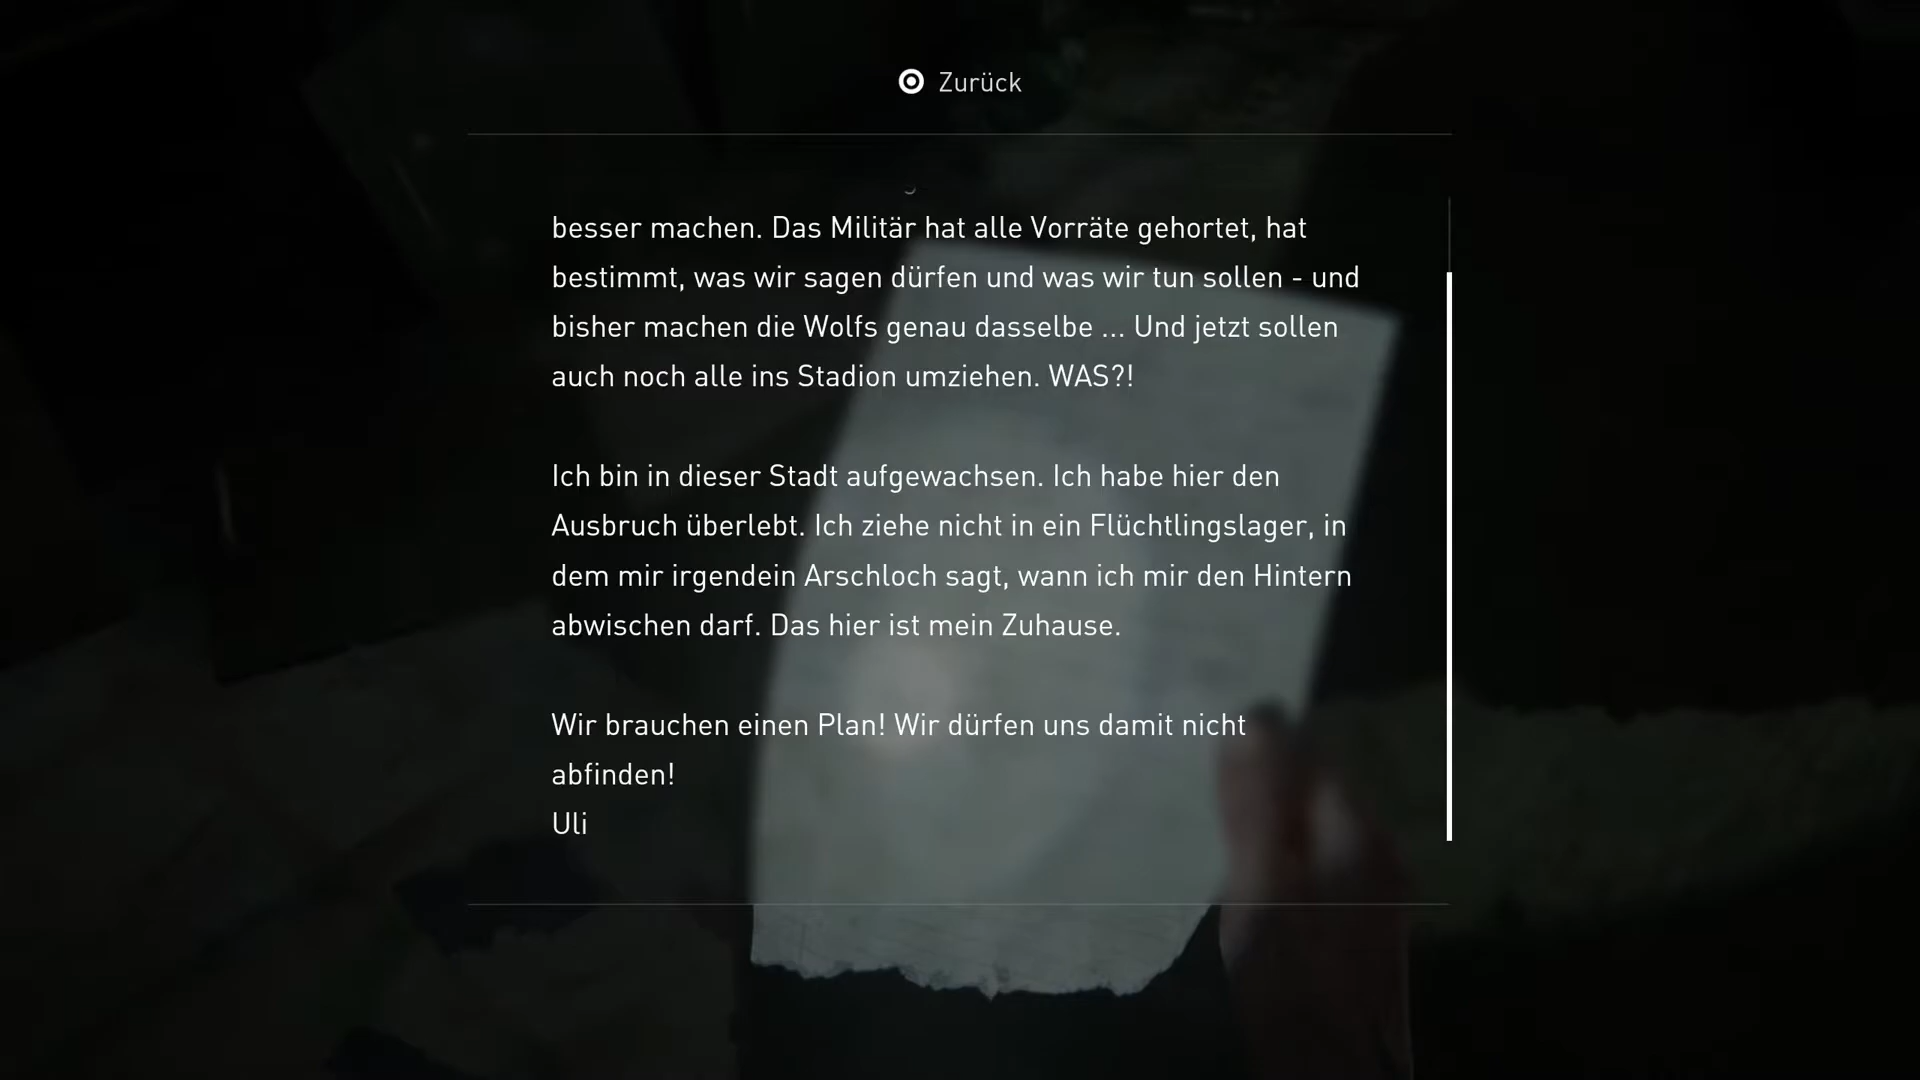 Zurück
besser machen. Das Militär hat alle Vorräte gehortet, hat
bestimmt, was wir sagen dürfen und was wir tun sollen - und
bisher machen die Wolfs genau dasselbe ... Und jetzt sollen
auch noch alle ins Stadion umziehen. WAS?!
Ich bin in dieser Stadt aufgewachsen. Ich habe hier den
Ausbruch überlebt. Ich ziehe nicht in ein Flüchtlingslager, in
dem mir irgendein Arschloch sagt, wann ich mir den Hintern
abwischen darf. Das hier ist mein Zuhause.
Wir brauchen einen Plan! Wir dürfen uns damit nicht
abfinden!
Uli